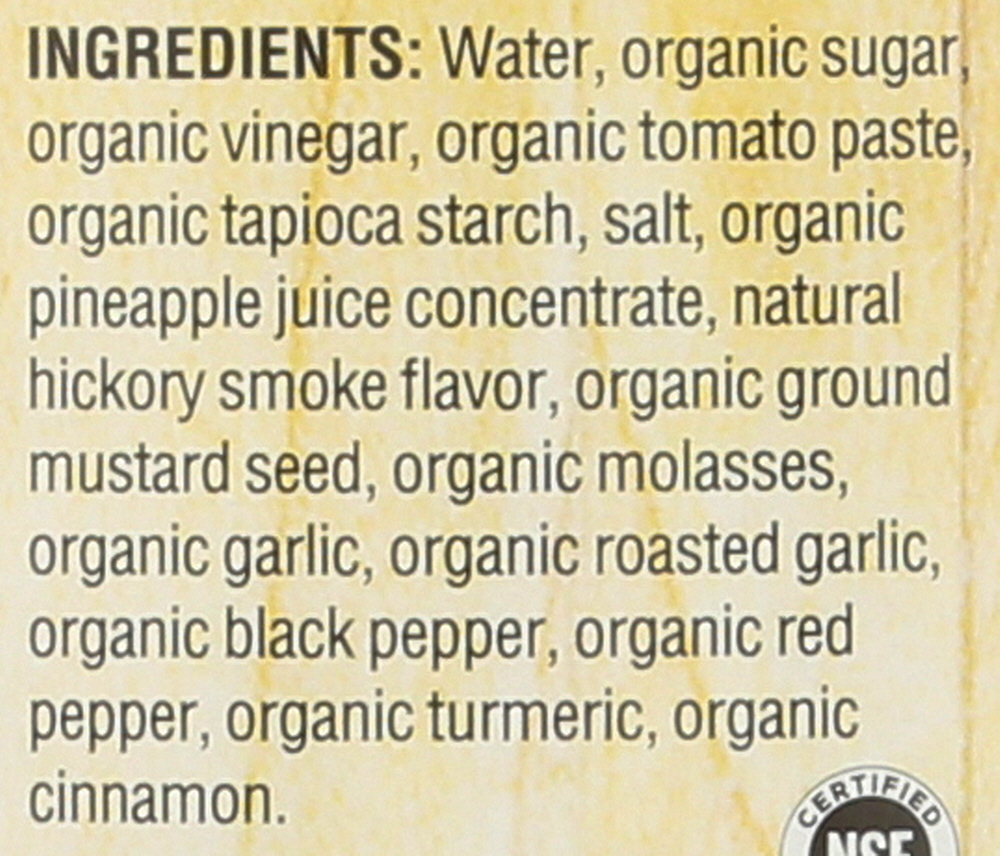 INGREDIENTS: Water, organic sugar,
organic vinegar, organic tomato paste,
organic tapioca starch, salt, organic
pineapple juice concentrate, natural
hickory smoke flavor, organic ground
mustard seed, organic molasses,
organic garlic, organic roasted garlic,
organic black pepper, organic red
pepper, organic turmeric, organic
cinnamon.
CERTIFIED
NSF